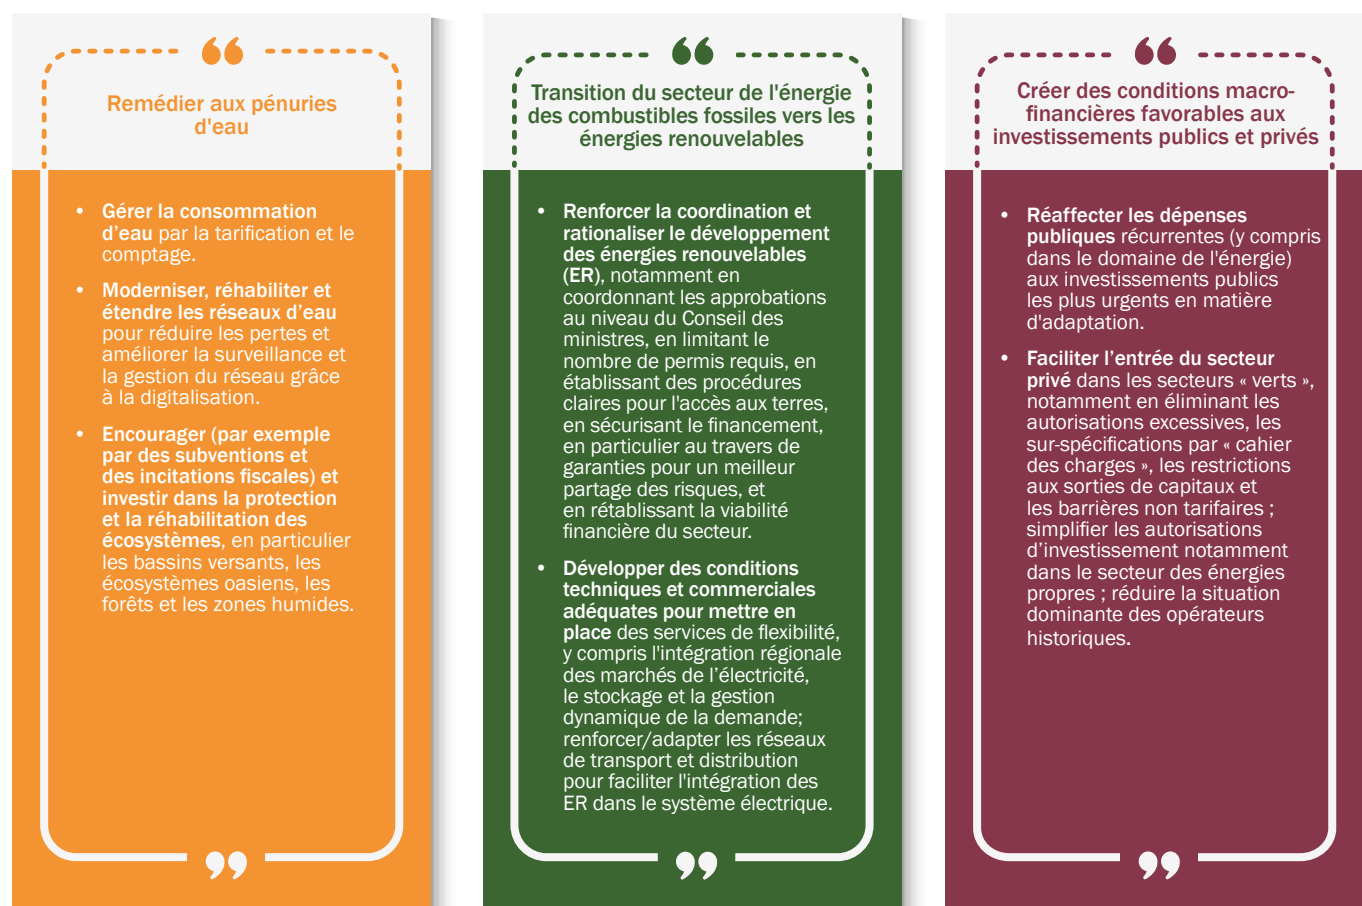 Remédier aux pénuries
d'eau
• Gérer la consommation
d’eau par la tarification et le
comptage.
• Moderniser, réhabiliter et
étendre les réseaux d’eau
pour réduire les pertes et
améliorer la surveillance et
la gestion du réseau grâce
à la digitalisation.
• Encourager (par exemple
par des subventions et
des incitations fiscales) et
investir dans la protection
et la réhabilitation des
écosystèmes, en particulier
les bassins versants, les
écosystèmes oasiens, les
forêts et les zones humides.
Transition du secteur de l'énergie
des combustibles fossiles vers les
énergies renouvelables
• Renforcer la coordination et
rationaliser le développement
des énergies renouvelables
(ER), notamment en
coordonnant les approbations
au niveau du Conseil des
ministres, en limitant le
nombre de permis requis, en
établissant des procédures
claires pour l'accès aux terres,
en sécurisant le financement,
en particulier au travers de
garanties pour un meilleur
partage des risques, et
en rétablissant la viabilité
financière du secteur.
• Développer des conditions
techniques et commerciales
adéquates pour mettre en
place des services de flexibilité,
y compris l'intégration régionale
des marchés de l’électricité,
le stockage et la gestion
dynamique de la demande;
renforcer/adapter les réseaux
de transport et distribution
pour faciliter l'intégration des
ER dans le système électrique.
Créer des conditions macro-
financières favorables aux
investissements publics et privés
• Réaffecter les dépenses
publiques récurrentes (y compris
dans le domaine de l'énergie)
aux investissements publics
les plus urgents en matière
d'adaptation.
• Faciliter l’entrée du secteur
privé dans les secteurs « verts »,
notamment en éliminant les
autorisations excessives, les
sur-spécifications par « cahier
des charges », les restrictions
aux sorties de capitaux et
les barrières non tarifaires ;
simplifier les autorisations
d’investissement notamment
dans le secteur des énergies
propres ; réduire la situation
dominante des opérateurs
historiques.